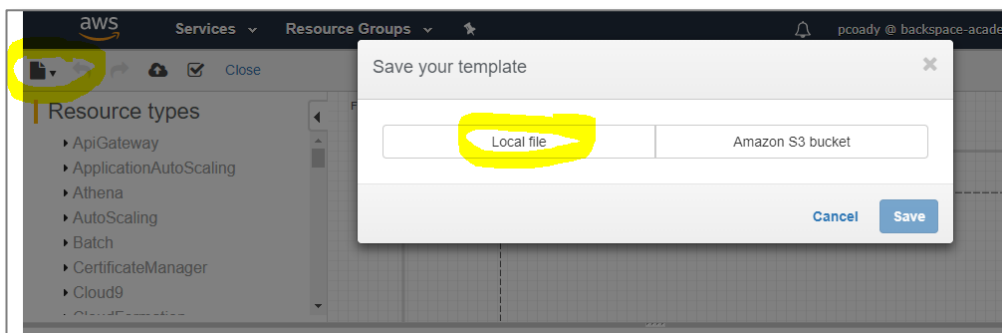 aws Services Resource Groups pcoady @ backspace-acade
Close
Save your template
Resource types
Local file Amazon S3 bucket
ApiGateway
ApplicationAutoScaling
Athena
AutoScaling
Batch
Cancel Save
CertificateManager
Cloud9
CloudFormation